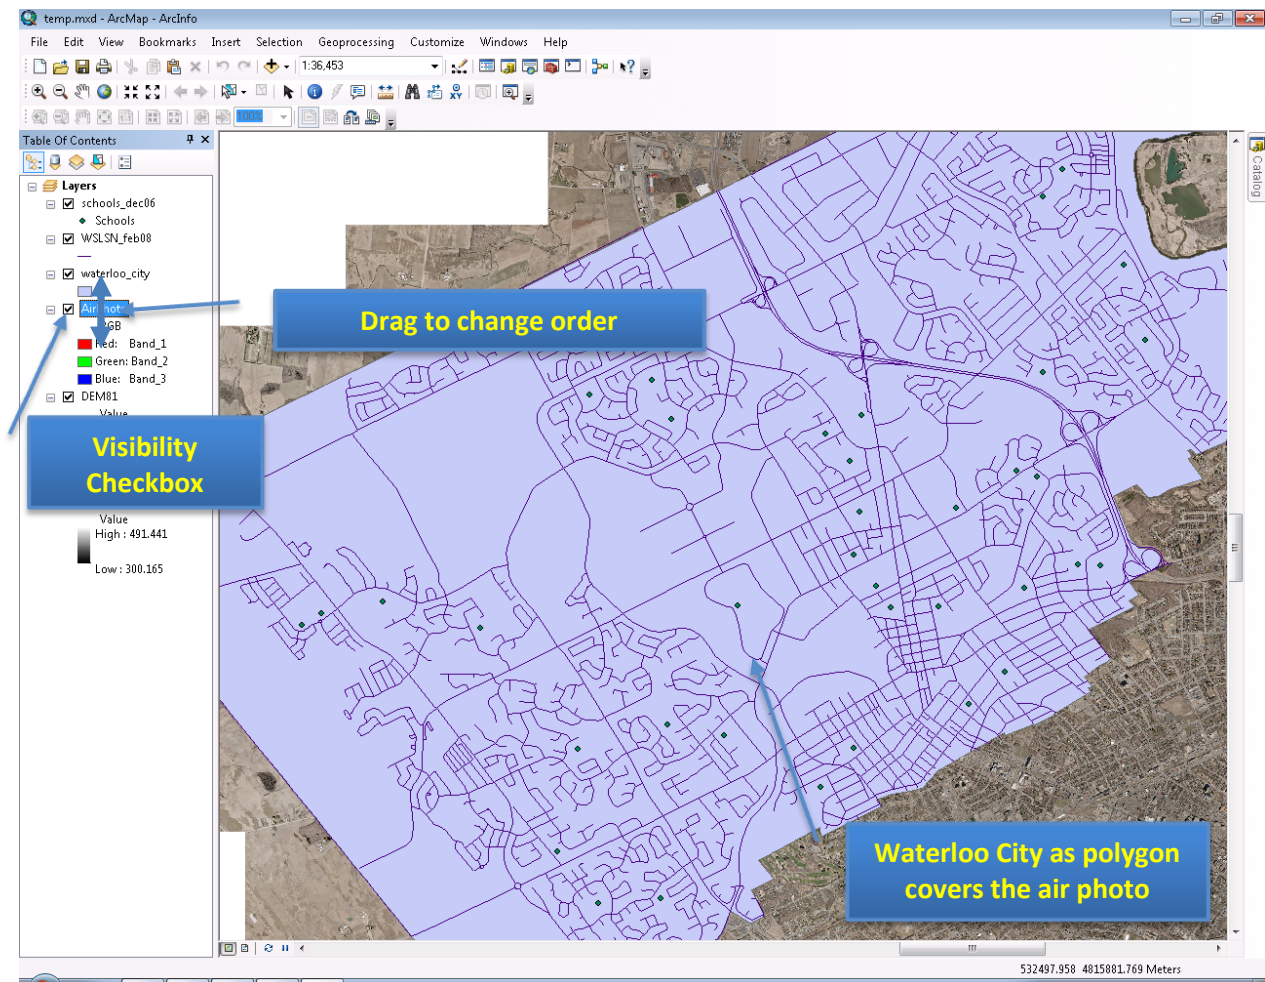 temp.mxd - ArcMap - ArcInfo
File Edit View Bookmarks Insert Selection Geoprocessing Customize Windows Help
1:36,453
100%
Table Of Contents
Layers
schools_dec06
Schools
WSLSN_feb08
waterloo_city
RGB
Red: Band_1
Green: Band_2
Blue: Band_3
DEM81
Value
Value
High : 491.441
Low : 300.165
Drag to change order
Visibility
Checkbox
Waterloo City as polygon
covers the air photo
Catalog
532497.958 4815881.769 Meters